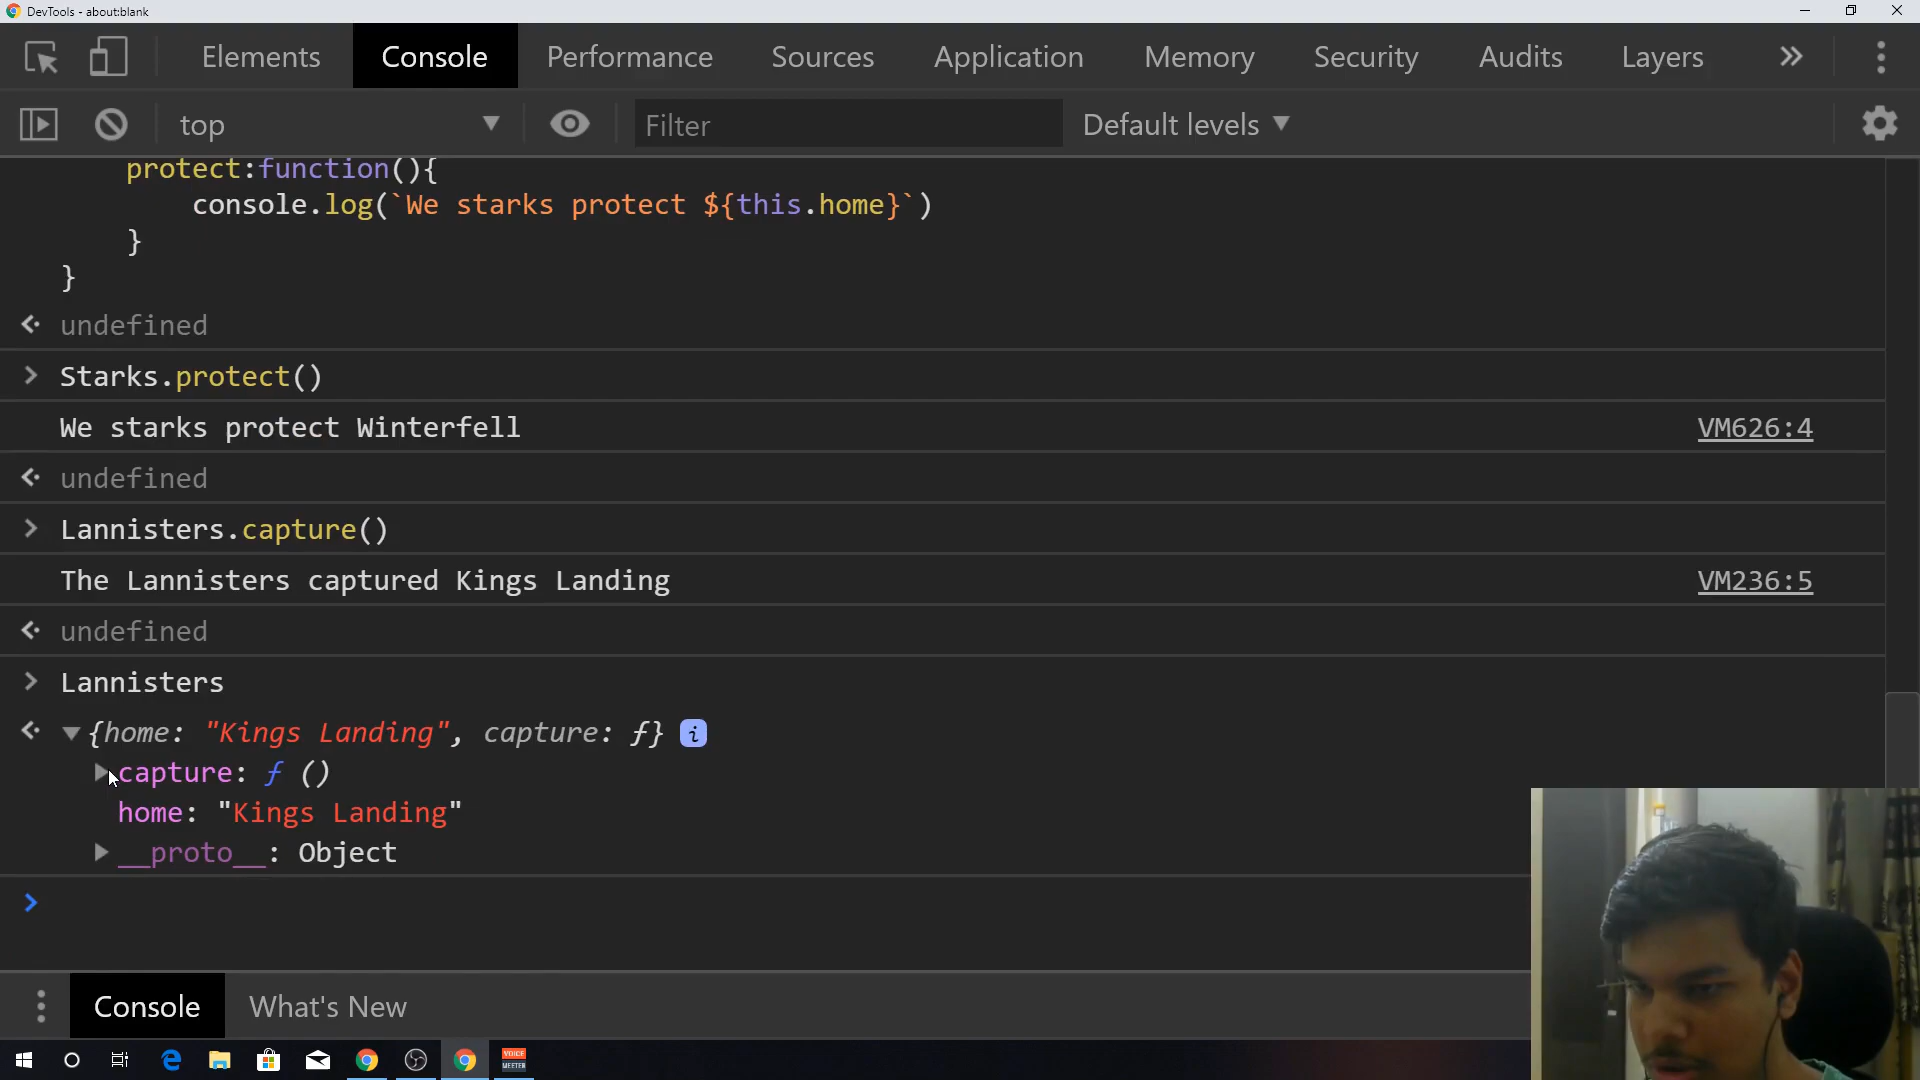 DevTools - about:blank
Elements Console Performance Sources Application Memory Security Audits Layers »
top ▼ Filter Default levels ▼
protect:function(){
console.log(`We starks protect ${this.home}`)
}
}
undefined
Starks.protect()
We starks protect Winterfell VM626:4
undefined
Lannisters.capture()
The Lannisters captured Kings Landing VM236:5
undefined
Lannisters
{home: "Kings Landing", capture: ƒ} i
capture: ƒ ()
home: "Kings Landing"
__proto__: Object
Console What's New
VOICE
MEETER